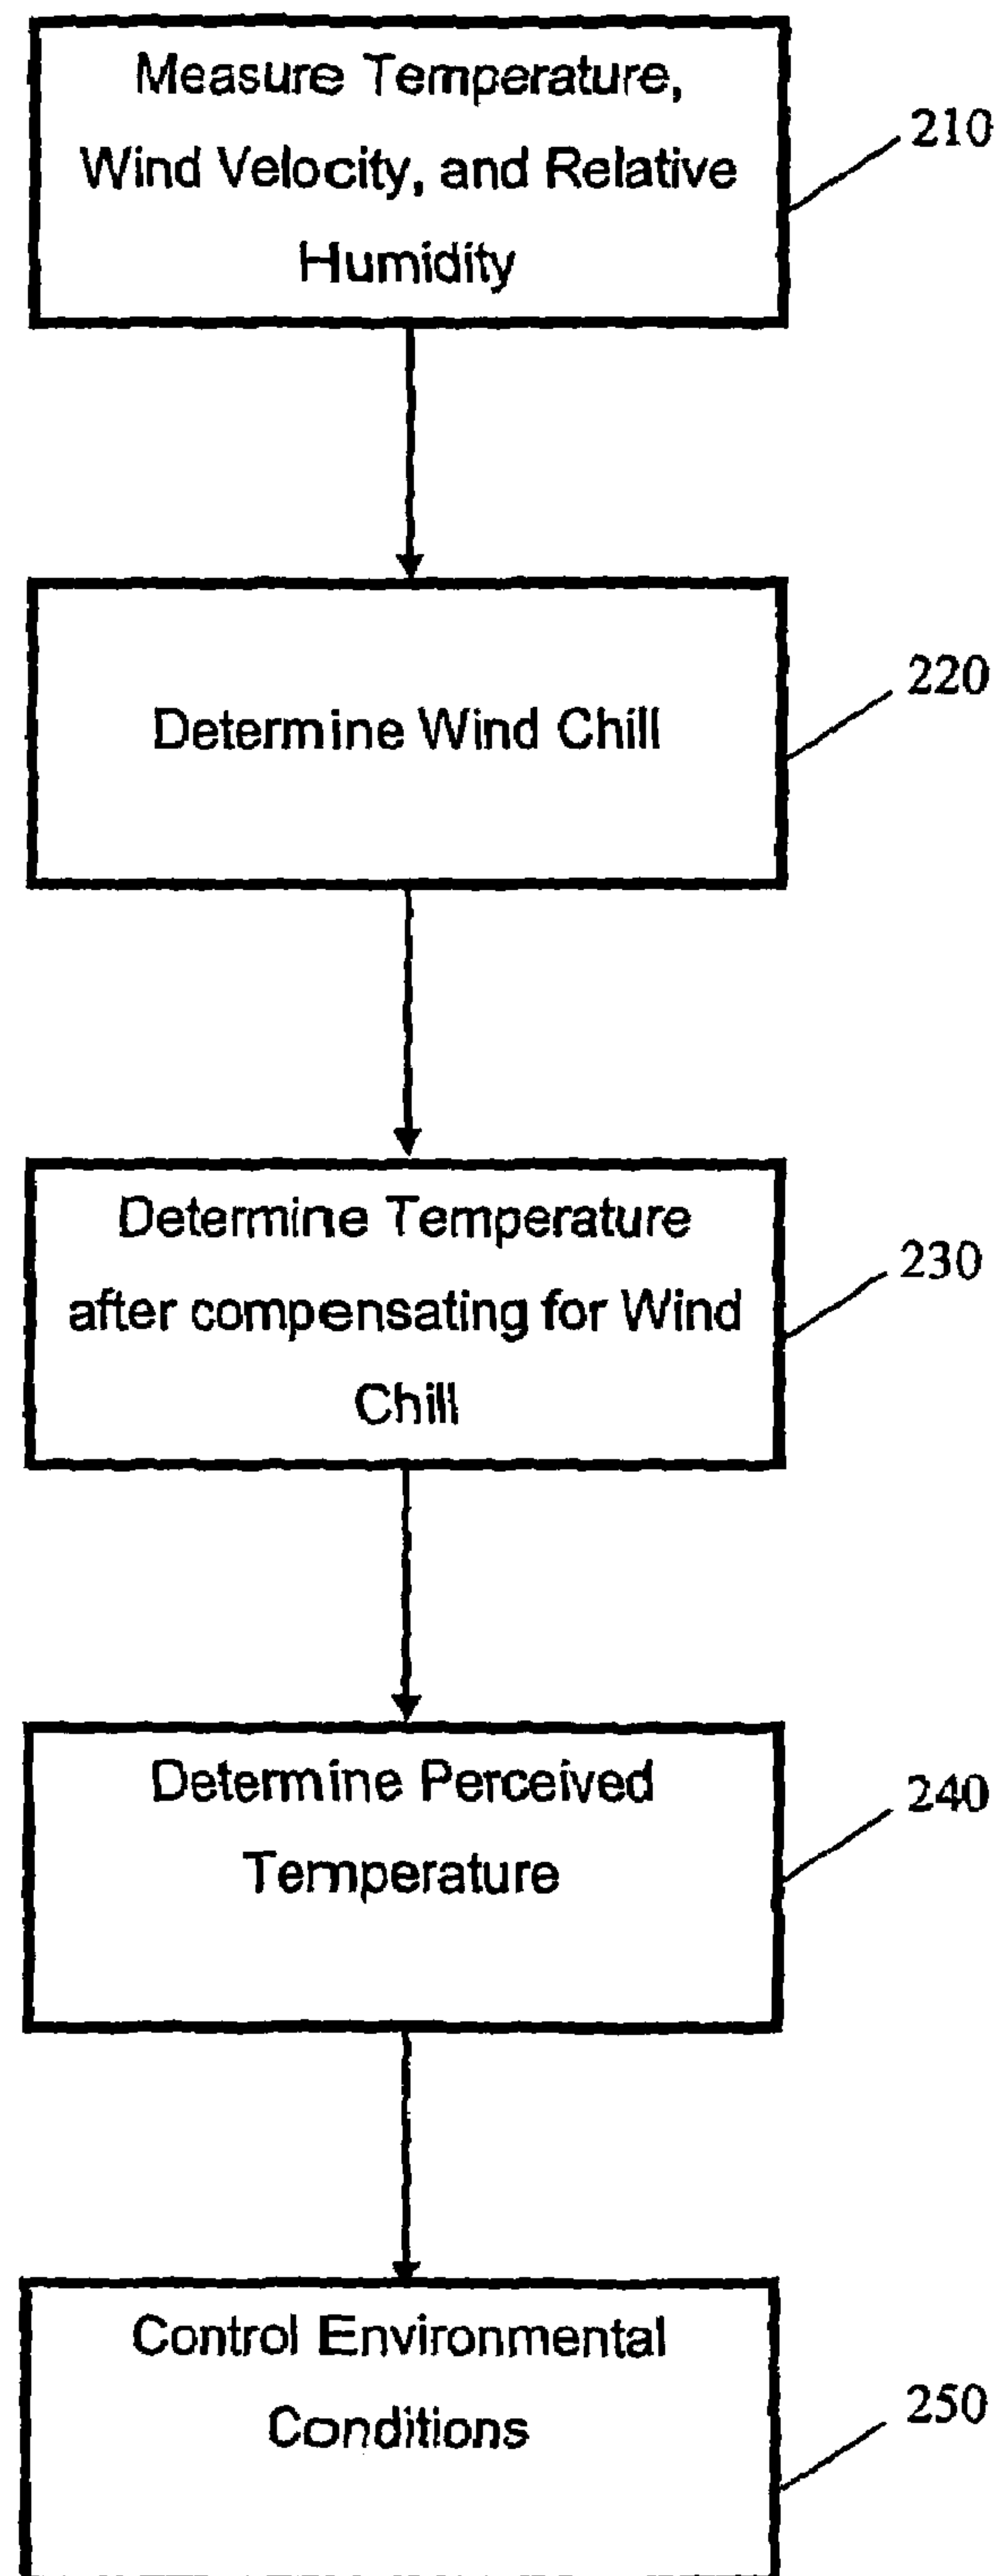 Measure Temperature,
Wind Velocity, and Relative
Humidity
210
Determine Wind Chill
220
Determine Temperature
after compensating for Wind
Chill
230
Determine Perceived
Temperature
240
Control Environmental
Conditions
250